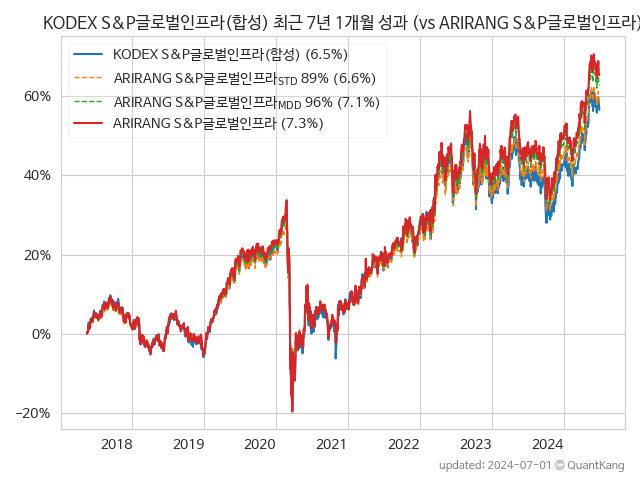 KODEX S&P글로벌인프라(합성) 최근 7년 1개월 성과 (vs ARIRANG S&P글로벌인프라)
KODEX S&P글로벌인프라(합성) (6.5%)
ARIRANG S&P글로벌인프라STD 89% (6.6%)
ARIRANG S&P글로벌인프라MDD 96% (7.1%)
ARIRANG S&P글로벌인프라 (7.3%)
60%
40%
20%
0%
−20%
2018 2019 2020 2021 2022 2023 2024
updated: 2024-07-01 © QuantKang